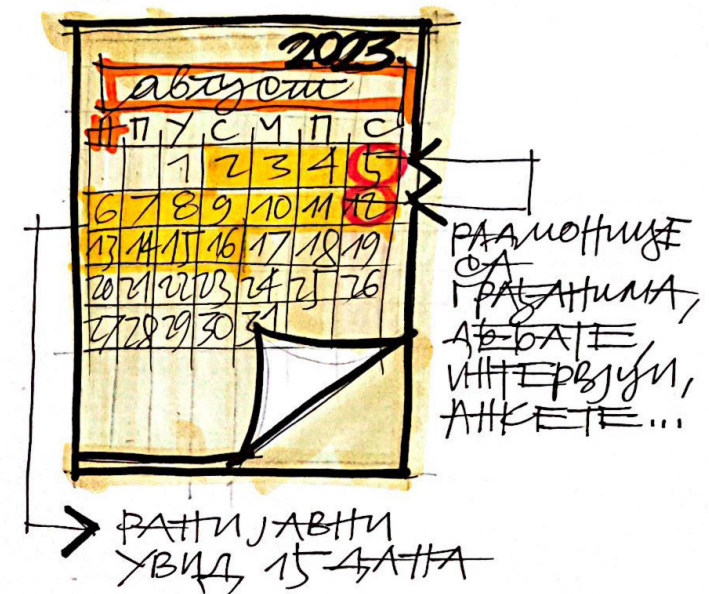 2023.
август
Н П У С Ч П С
1 2 3 4 5
6 7 8 9 10 11 12
13 14 15 16 17 18 19
20 21 22 23 24 25 26
27 28 29 30 31
РАДИОНИЦЕ
СА
ГРАЂАНИМА,
ДЕБАТЕ,
ИНТЕРВЈУИ,
АНКЕТЕ...
РАНИ ЈАВНИ
УВИД 15 ДАНА